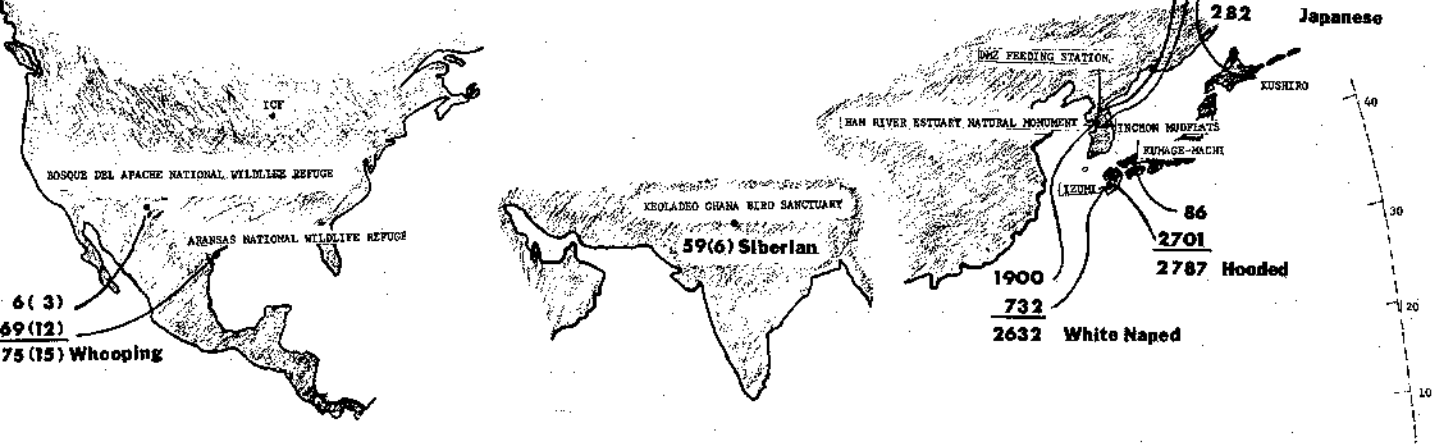 282 Japanese
DMZ FEEDING STATION
KUSHIRO
ICF
40
HAN RIVER ESTUARY NATURAL MONUMENT
INCHON MUDFLATS
KUMAGE-MACHI
BOSQUE DEL APACHE NATIONAL WILDLIFE REFUGE
IZUMI
KEOLADEO GHANA BIRD SANCTUARY
30
86
ARANSAS NATIONAL WILDLIFE REFUGE
59(6) Siberian
2701
2787 Hooded
1900
6( 3)
732
20
69(12)
2632 White Naped
75(15) Whooping
10